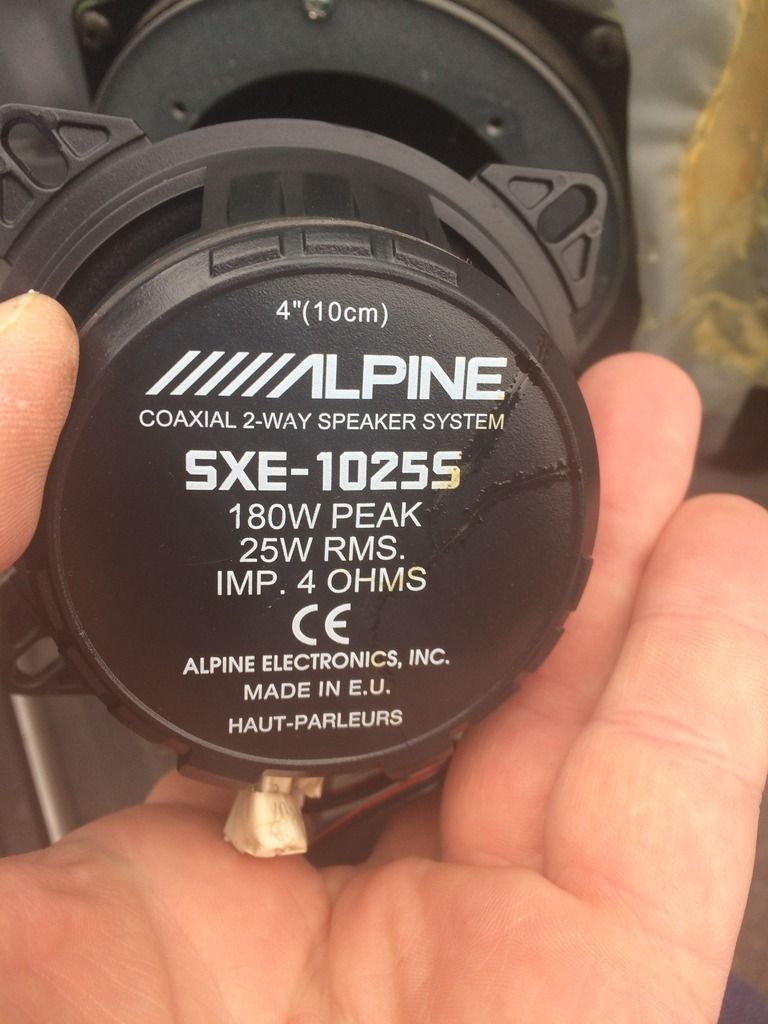 4"(10cm)
ALPINE
COAXIAL 2-WAY SPEAKER SYSTEM
SXE-1025S
180W PEAK
25W RMS.
IMP. 4 OHMS
CE
ALPINE ELECTRONICS, INC.
MADE IN E.U.
HAUT-PARLEURS